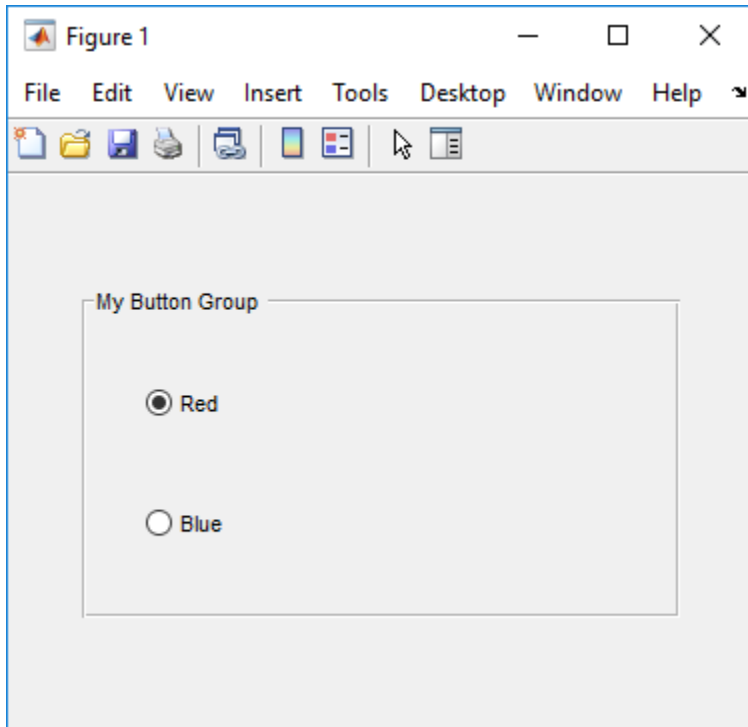 Figure 1
File Edit View Insert Tools Desktop Window Help
My Button Group
Red
Blue